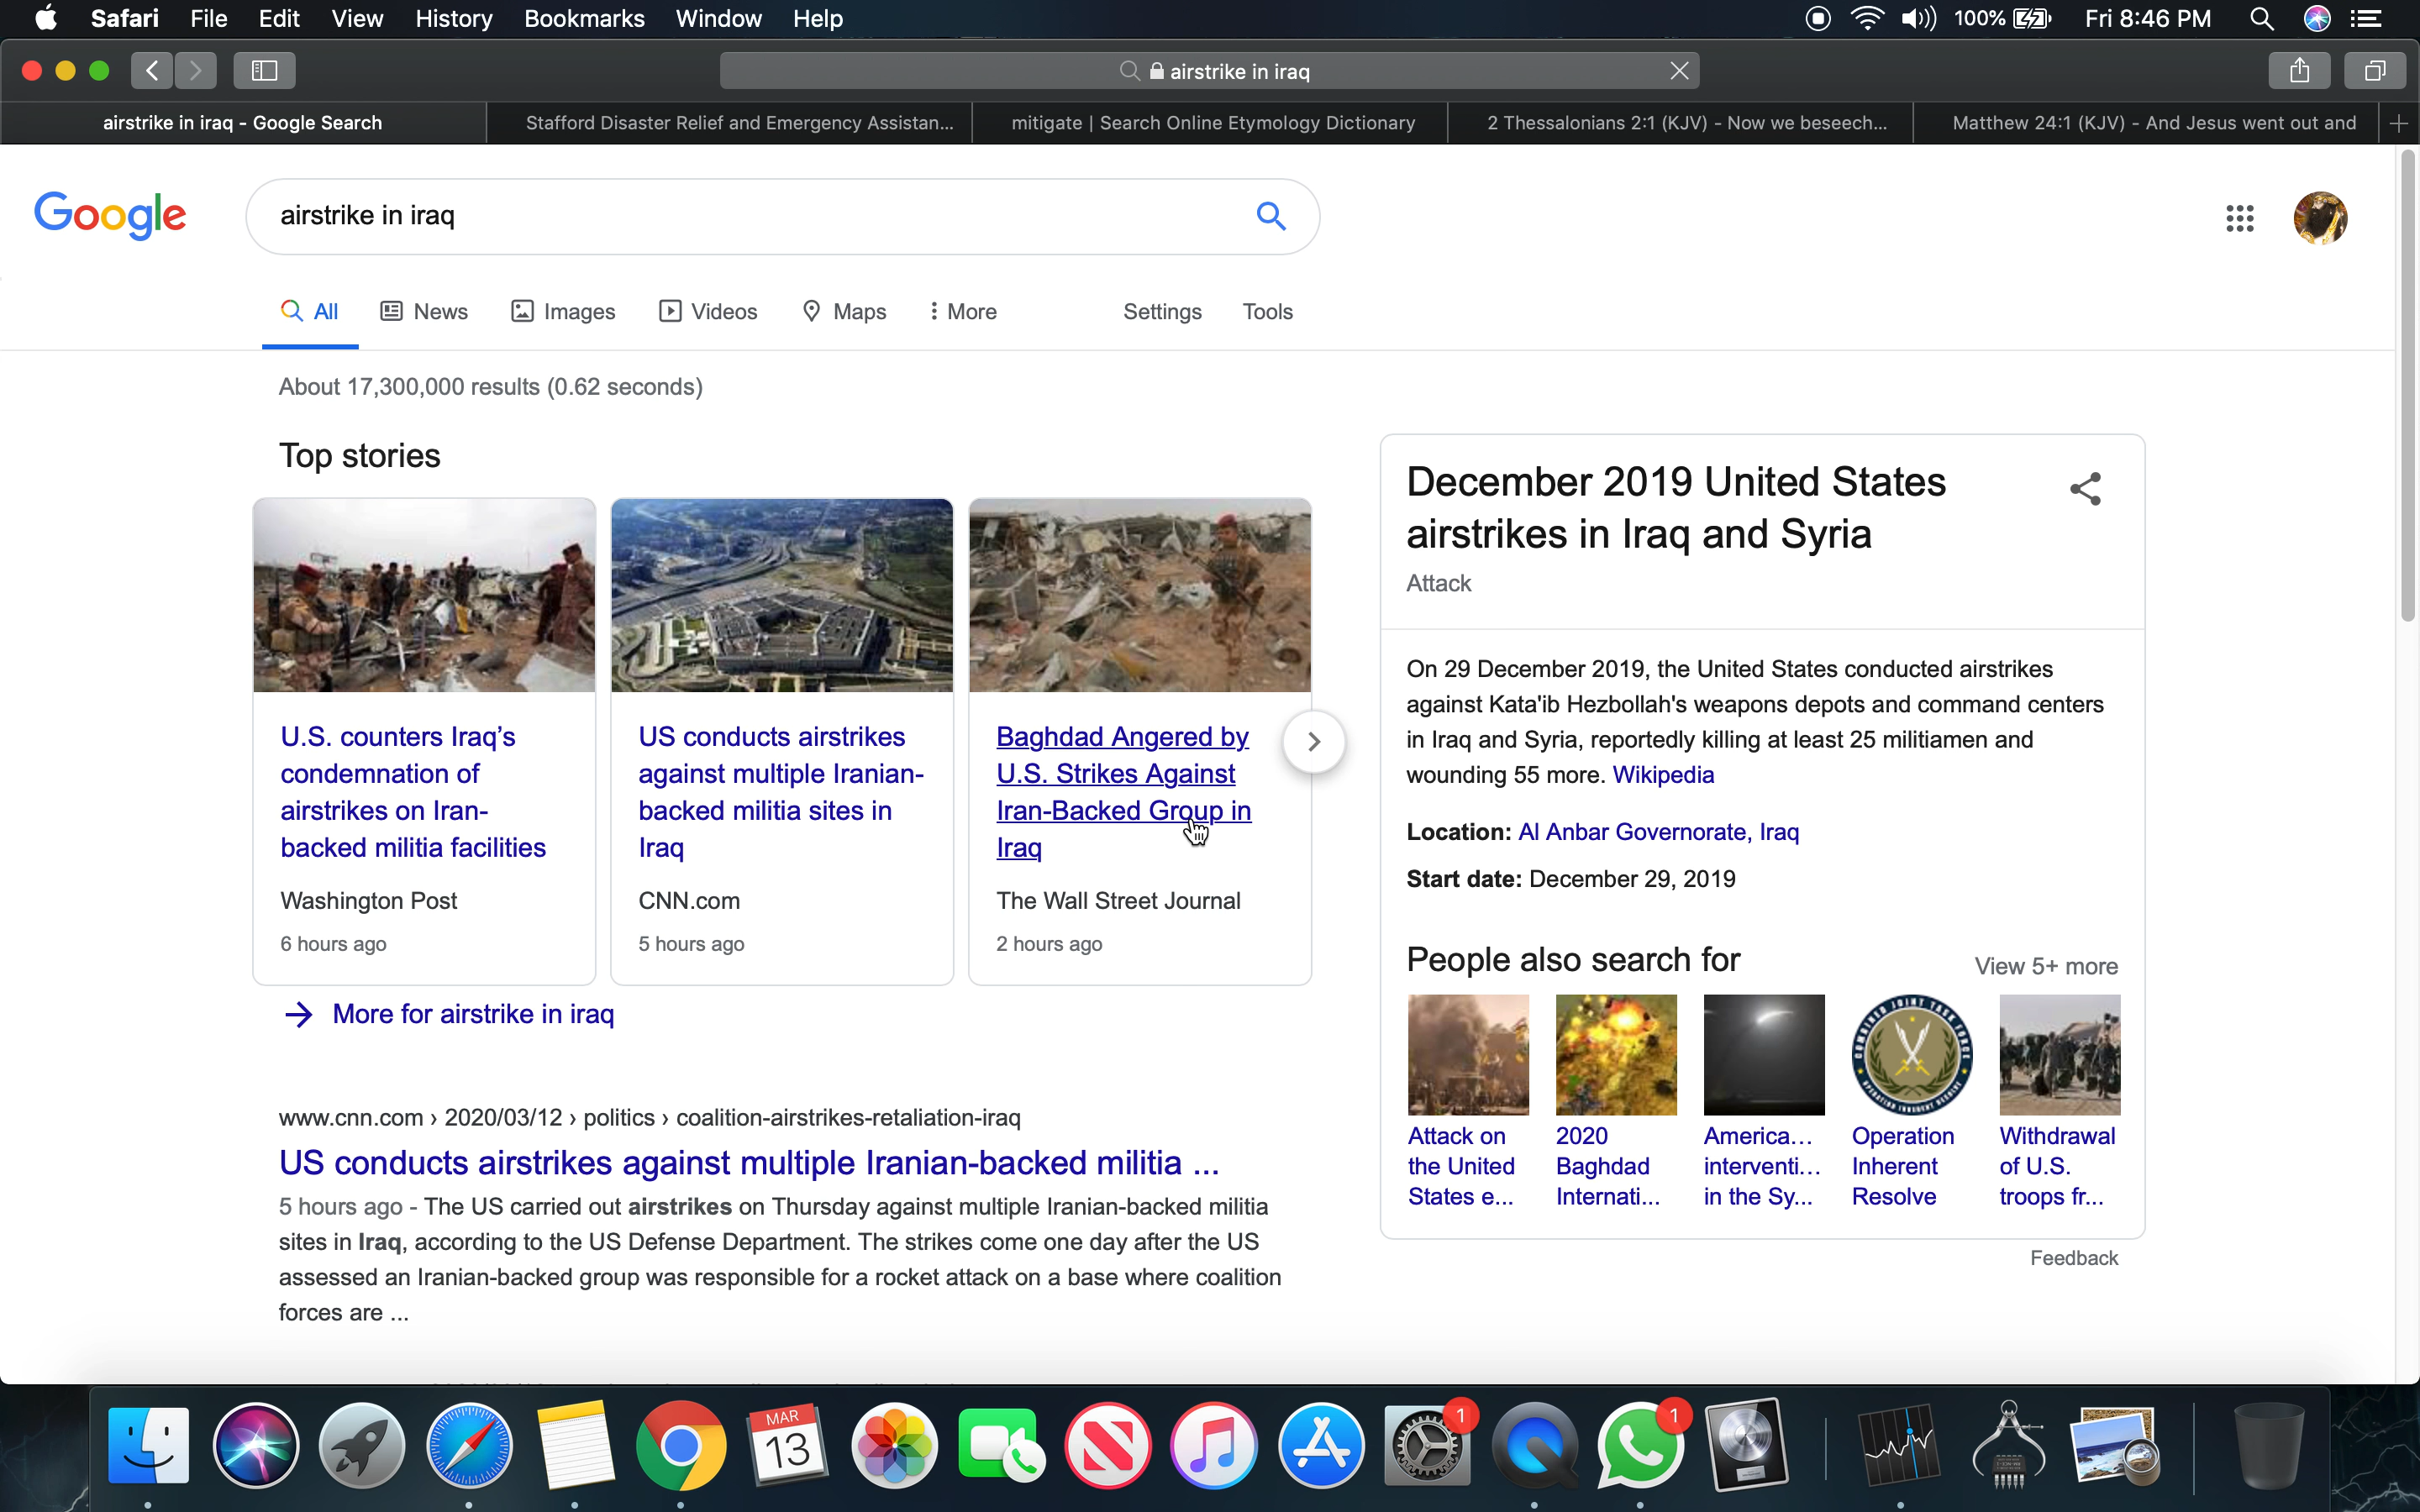 Safari File Edit View History Bookmarks Window Help 100% Fri 8:46 PM
airstrike in iraq
airstrike in iraq - Google Search
Stafford Disaster Relief and Emergency Assistan...
mitigate | Search Online Etymology Dictionary
2 Thessalonians 2:1 (KJV) - Now we beseech...
Matthew 24:1 (KJV) - And Jesus went out and
Google
airstrike in iraq
All News Images Videos Maps More Settings Tools
About 17,300,000 results (0.62 seconds)
Top stories
U.S. counters Iraq's
condemnation of
airstrikes on Iran-
backed militia facilities
Washington Post
6 hours ago
US conducts airstrikes
against multiple Iranian-
backed militia sites in
Iraq
CNN.com
5 hours ago
Baghdad Angered by
U.S. Strikes Against
Iran-Backed Group in
Iraq
The Wall Street Journal
2 hours ago
More for airstrike in iraq
www.cnn.com › 2020/03/12 › politics › coalition-airstrikes-retaliation-iraq
US conducts airstrikes against multiple Iranian-backed militia ...
5 hours ago - The US carried out airstrikes on Thursday against multiple Iranian-backed militia
sites in Iraq, according to the US Defense Department. The strikes come one day after the US
assessed an Iranian-backed group was responsible for a rocket attack on a base where coalition
forces are ...
December 2019 United States
airstrikes in Iraq and Syria
Attack
On 29 December 2019, the United States conducted airstrikes
against Kata'ib Hezbollah's weapons depots and command centers
in Iraq and Syria, reportedly killing at least 25 militiamen and
wounding 55 more. Wikipedia
Location: Al Anbar Governorate, Iraq
Start date: December 29, 2019
People also search for
View 5+ more
COMBINED JOINT TASK FORCE
OPERATION INHERENT RESOLVE
Attack on
the United
States e...
2020
Baghdad
Internati...
America...
interventi...
in the Sy...
Operation
Inherent
Resolve
Withdrawal
of U.S.
troops fr...
Feedback
MAR
13
1
1